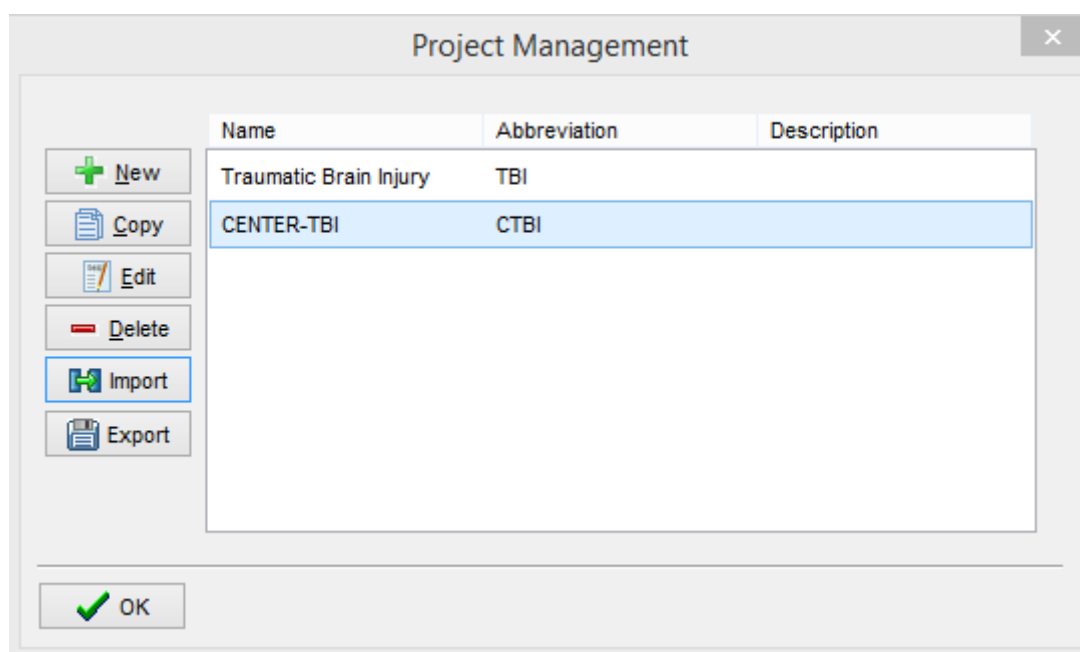 Project Management
Name Abbreviation Description
New
Traumatic Brain Injury TBI
Copy
CENTER-TBI CTBI
Edit
Delete
Import
Export
OK